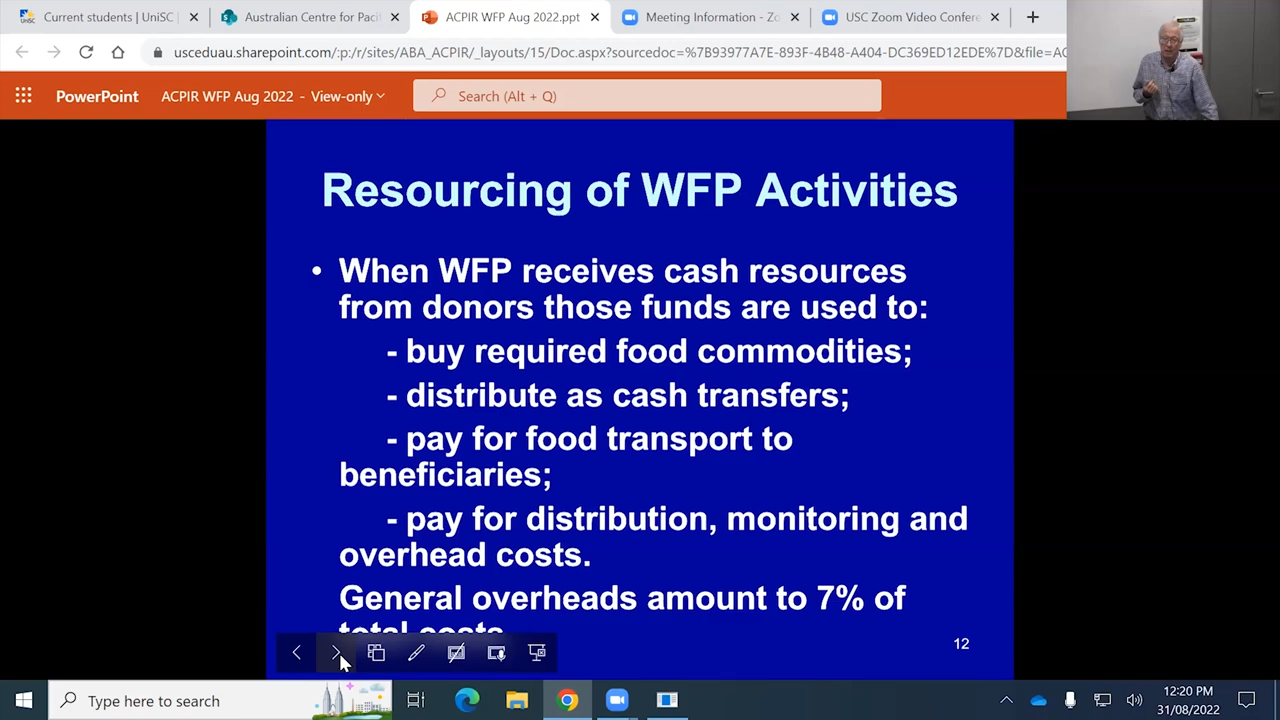 Current students | UniSC |
Australian Centre for Pacif
ACPIR WFP Aug 2022.ppt
Meeting Information - Zo
USC Zoom Video Confere
usceduau.sharepoint.com/:p:/r/sites/ABA_ACPIR/_layouts/15/Doc.aspx?sourcedoc=%7B93977A7E-893F-4B48-A404-DC369ED12EDE%7D&file=AC
PowerPoint
ACPIR WFP Aug 2022 - View-only
Search (Alt + Q)
Resourcing of WFP Activities
• When WFP receives cash resources
from donors those funds are used to:
- buy required food commodities;
- distribute as cash transfers;
- pay for food transport to
beneficiaries;
- pay for distribution, monitoring and
overhead costs.
General overheads amount to 7% of
total costs
12
Type here to search
12:20 PM
31/08/2022